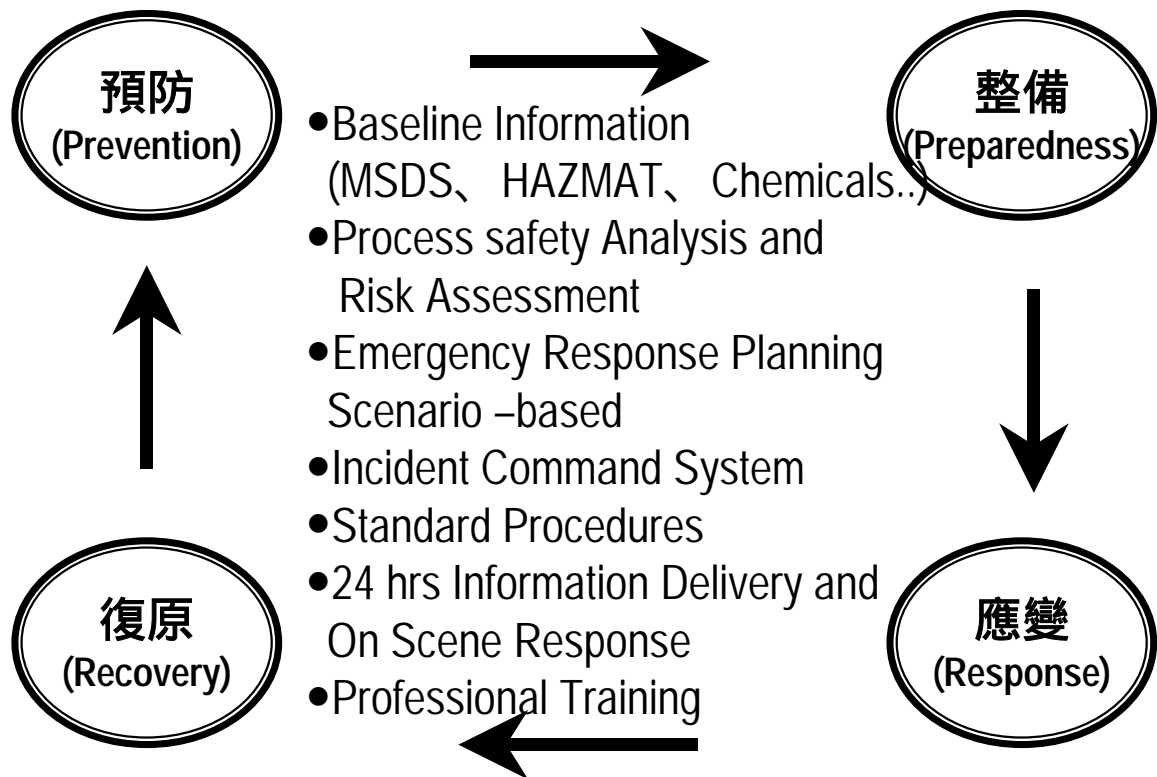 預防
(Prevention)
整備
(Preparedness)
●Baseline Information
(MSDS、 HAZMAT、 Chemicals..)
●Process safety Analysis and
Risk Assessment
●Emergency Response Planning
Scenario –based
●Incident Command System
●Standard Procedures
●24 hrs Information Delivery and
On Scene Response
●Professional Training
復原
(Recovery)
應變
(Response)